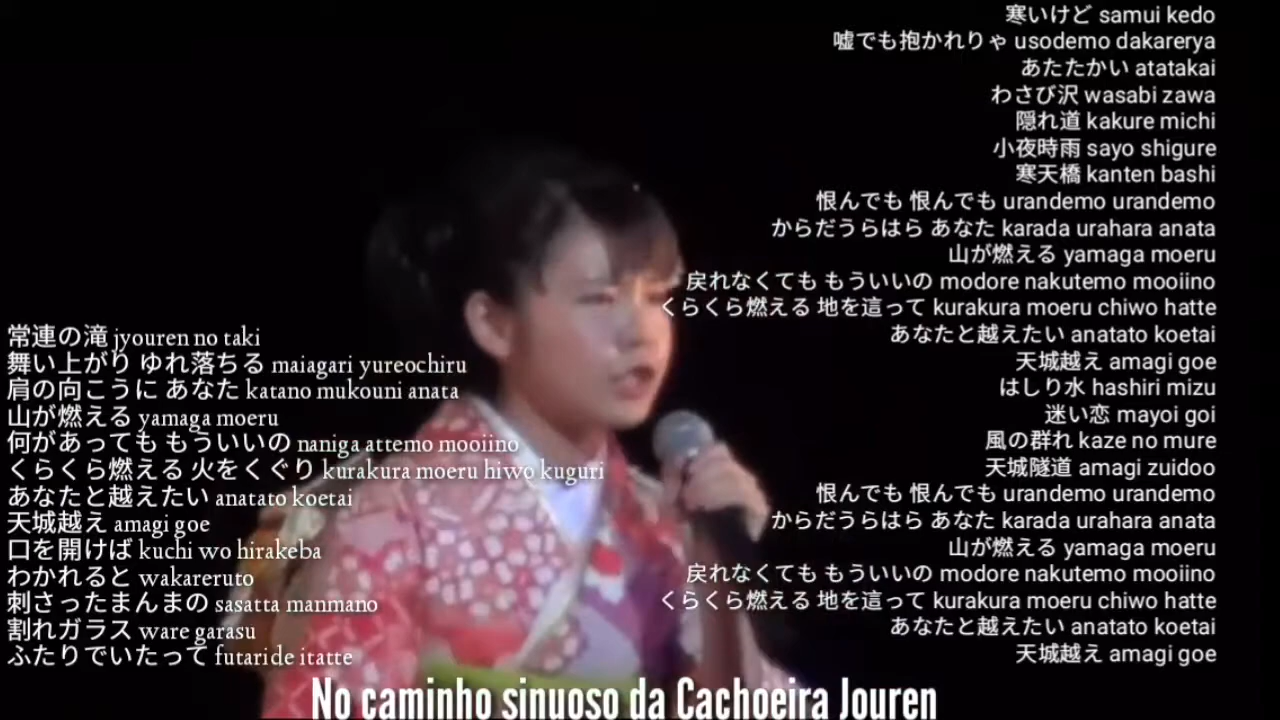 常連の滝 jyouren no taki
舞い上がり ゆれ落ちる maiagari yureochiru
肩の向こうに あなた katano mukouni anata
山が燃える yamaga moeru
何があっても もういいの naniga attemo mooiino
くらくら燃える 火をくぐり kurakura moeru hiwo kuguri
あなたと越えたい anatato koetai
天城越え amagi goe
口を開けば kuchi wo hirakeba
わかれると wakareruto
刺さったまんまの sasatta manmano
割れガラス ware garasu
ふたりでいたって futaride itatte
寒いけど samui kedo
嘘でも抱かれりゃ usodemo dakarerya
あたたかい atatakai
わさび沢 wasabi zawa
隠れ道 kakure michi
小夜時雨 sayo shigure
寒天橋 kanten bashi
恨んでも 恨んでも urandemo urandemo
からだうらはら あなた karada urahara anata
山が燃える yamaga moeru
戻れなくても もういいの modore nakutemo mooiino
くらくら燃える 地を這って kurakura moeru chiwo hatte
あなたと越えたい anatato koetai
天城越え amagi goe
はしり水 hashiri mizu
迷い恋 mayoi goi
風の群れ kaze no mure
天城隧道 amagi zuidoo
恨んでも 恨んでも urandemo urandemo
からだうらはら あなた karada urahara anata
山が燃える yamaga moeru
戻れなくても もういいの modore nakutemo mooiino
くらくら燃える 地を這って kurakura moeru chiwo hatte
あなたと越えたい anatato koetai
天城越え amagi goe
No caminho sinuoso da Cachoeira Jouren